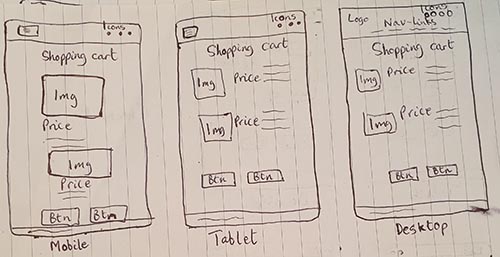 Icons
Shopping cart
Img
Price
Img
Price
Btn Btn
Mobile
Icons
Shopping cart
Img Price
Img Price
Btn Btn
Tablet
Icons
Logo Nav-Links
Shopping cart
Img Price
Img Price
Btn Btn
Desktop